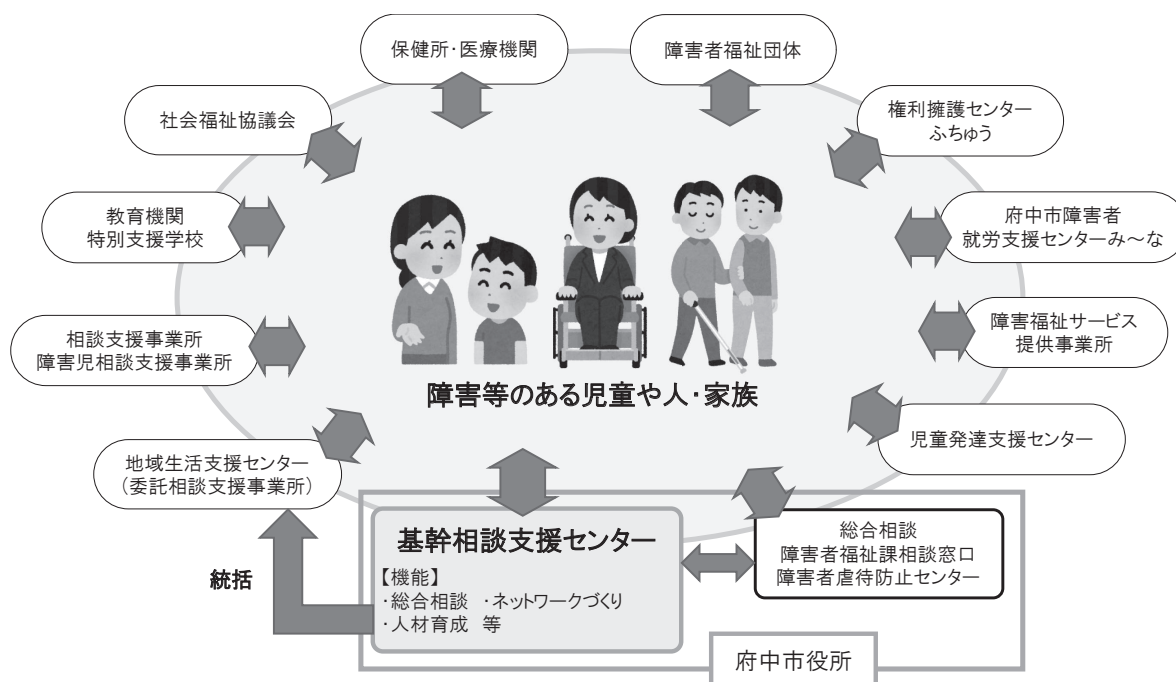 保健所・医療機関
障害者福祉団体
社会福祉協議会
権利擁護センター
ふちゅう
教育機関
特別支援学校
府中市障害者
就労支援センターみ～な
相談支援事業所
障害児相談支援事業所
障害福祉サービス
提供事業所
障害等のある児童や人・家族
地域生活支援センター
（委託相談支援事業所）
児童発達支援センター
基幹相談支援センター
【機能】
・総合相談 ・ネットワークづくり
・人材育成 等
総合相談
障害者福祉課相談窓口
障害者虐待防止センター
統括
府中市役所